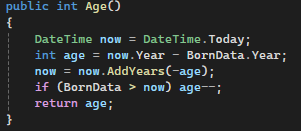 public int Age()
{
DateTime now = DateTime.Today;
int age = now.Year - BornData.Year;
now = now.AddYears(-age);
if (BornData > now) age--;
return age;
}